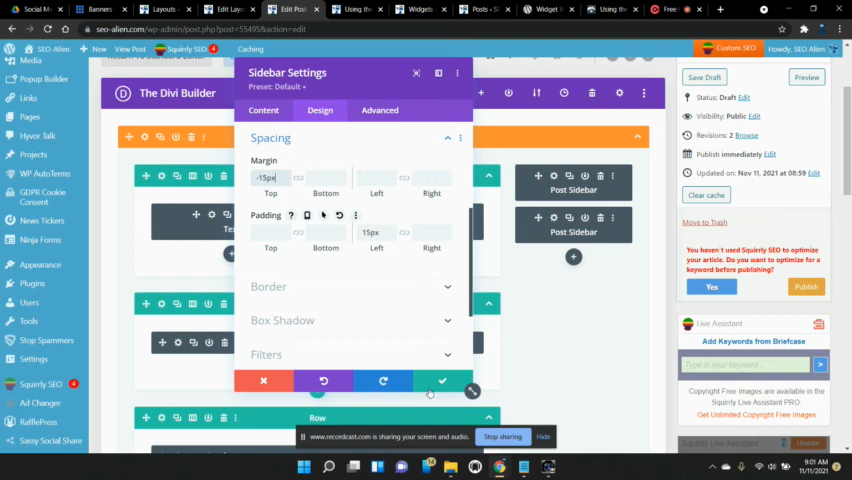 Social Me
Banners
Layouts -
Edit Layo
Edit Post
Using the
Widgets
Posts ‹ S
Widget V
Using the
Free
seo-alien.com/wp-admin/post.php?post=55495&action=edit
SEO-Alien
New
View Post
Squirrly SEO
Caching
Custom SEO
Howdy, SEO Alien
Media
Popup Builder
Links
Pages
Hyvor Talk
Projects
WP AutoTerms
GDPR Cookie
Consent
News Tickers
Ninja Forms
Appearance
Plugins
Users
Tools
Stop Spammers
Settings
Squirrly SEO 4
Ad Changer
RafflePress
Sassy Social Share
Return To Standard Editor
The Divi Builder
Sidebar Settings
Preset: Default
Content
Design
Advanced
Spacing
Margin
-15px
Top
Bottom
Left
Right
Padding
15px
Top
Bottom
Left
Right
Border
Box Shadow
Filters
Row
Post Sidebar
Post Sidebar
Save Draft
Preview
Status: Draft Edit
Visibility: Public Edit
Revisions: 2 Browse
Publish immediately Edit
Updated on: Nov 11, 2021 at 08:59 Edit
Clear cache
Move to Trash
You haven't used Squirrly SEO to optimize
your article. Do you want to optimize for a
keyword before publishing?
Yes
Publish
Live Assistant
Add Keywords from Briefcase
Type in your keyword...
>
Copyright Free Images are available in the
Squirrly Live Assistant PRO.
Get Unlimited Copyright Free Images
Squirrly Live Assistant
Update
www.recordcast.com is sharing your screen and audio.
Stop sharing
Hide
9:01 AM
11/11/2021